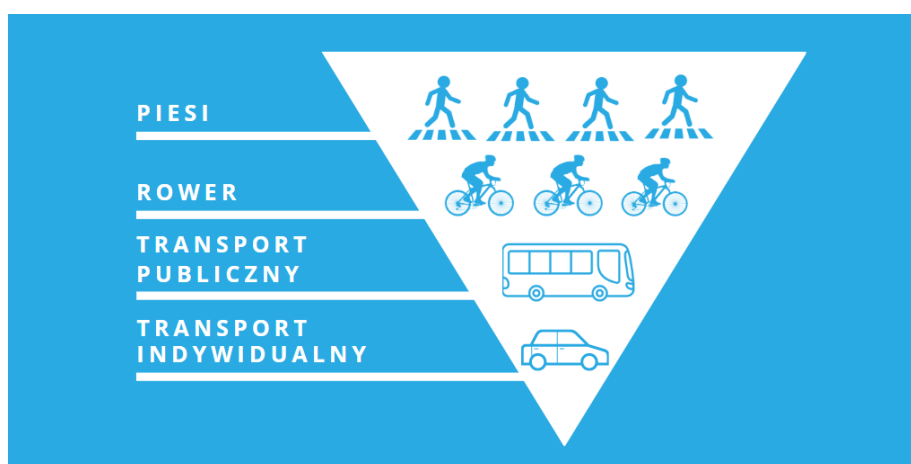 PIESI
ROWER
TRANSPORT
PUBLICZNY
TRANSPORT
INDYWIDUALNY